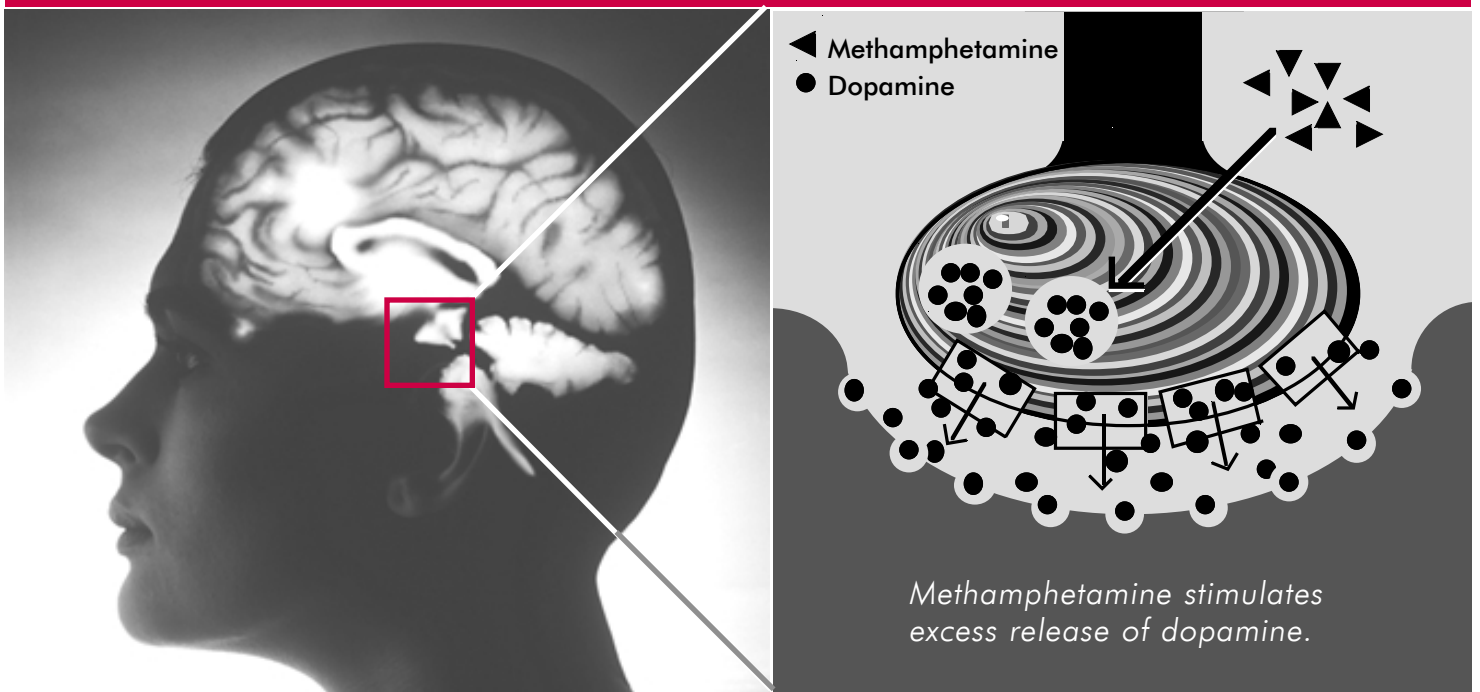 Methamphetamine
Dopamine
Methamphetamine stimulates
excess release of dopamine.